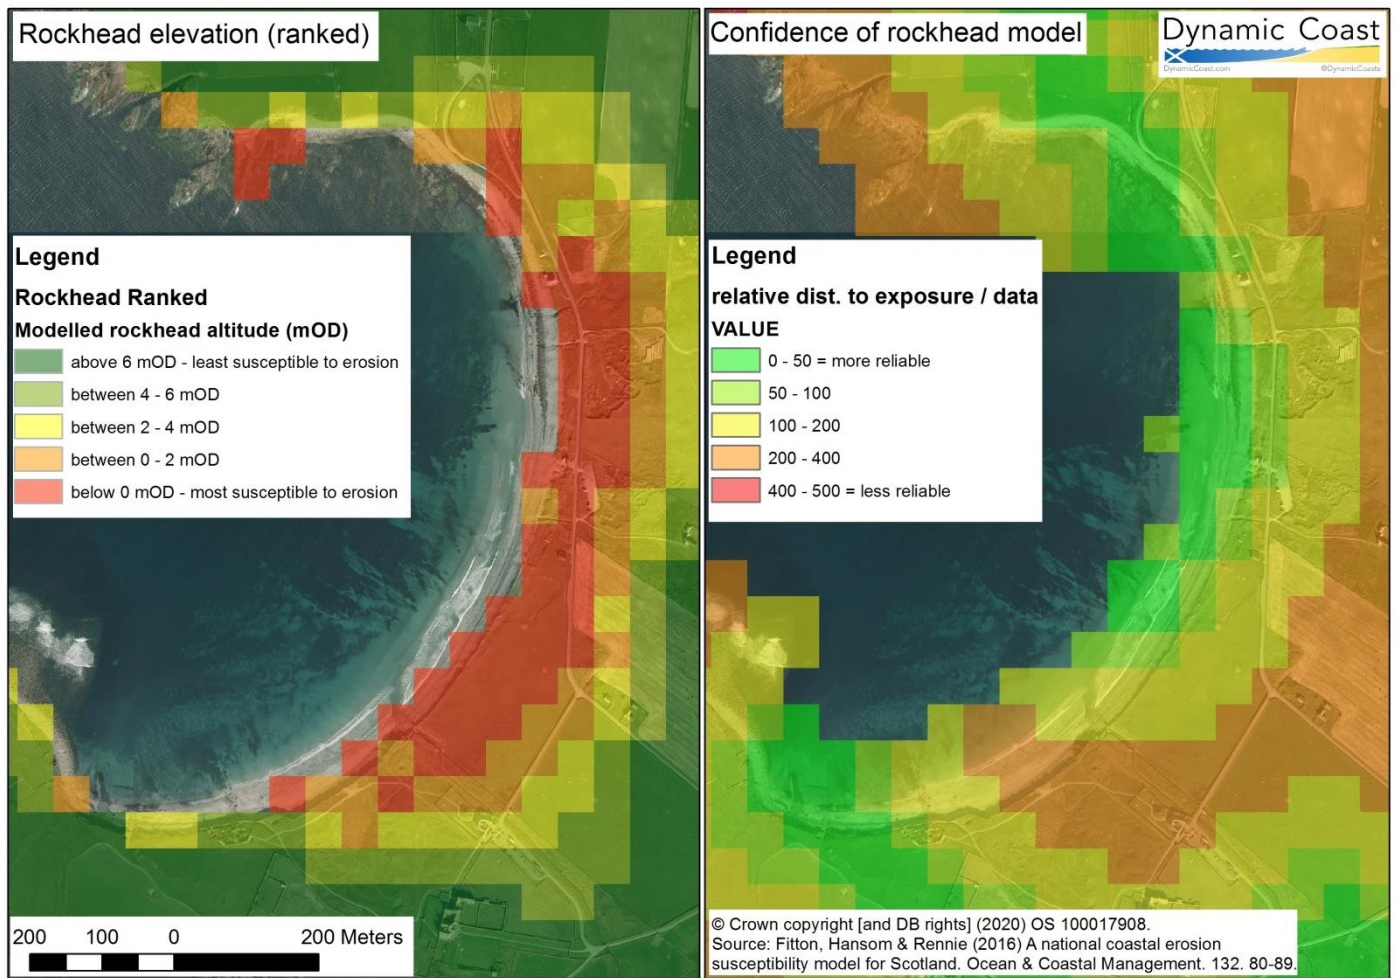 Rockhead elevation (ranked)
Legend
Rockhead Ranked
Modelled rockhead altitude (mOD)
above 6 mOD - least susceptible to erosion
between 4 - 6 mOD
between 2 - 4 mOD
between 0 - 2 mOD
below 0 mOD - most susceptible to erosion
200 100 0 200 Meters
Confidence of rockhead model
Dynamic Coast
DynamicCoast.com @DynamicCoasts
Legend
relative dist. to exposure / data
VALUE
0 - 50 = more reliable
50 - 100
100 - 200
200 - 400
400 - 500 = less reliable
© Crown copyright [and DB rights] (2020) OS 100017908.
Source: Fitton, Hansom & Rennie (2016) A national coastal erosion
susceptibility model for Scotland. Ocean & Coastal Management. 132. 80-89.